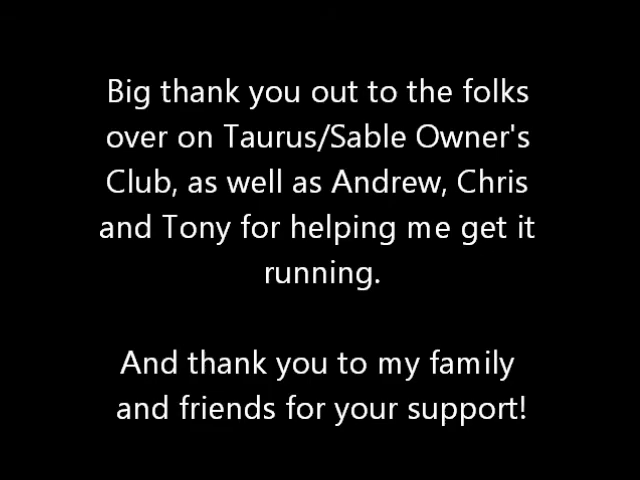 Big thank you out to the folks
over on Taurus/Sable Owner's
Club, as well as Andrew, Chris
and Tony for helping me get it
running.
And thank you to my family
and friends for your support!